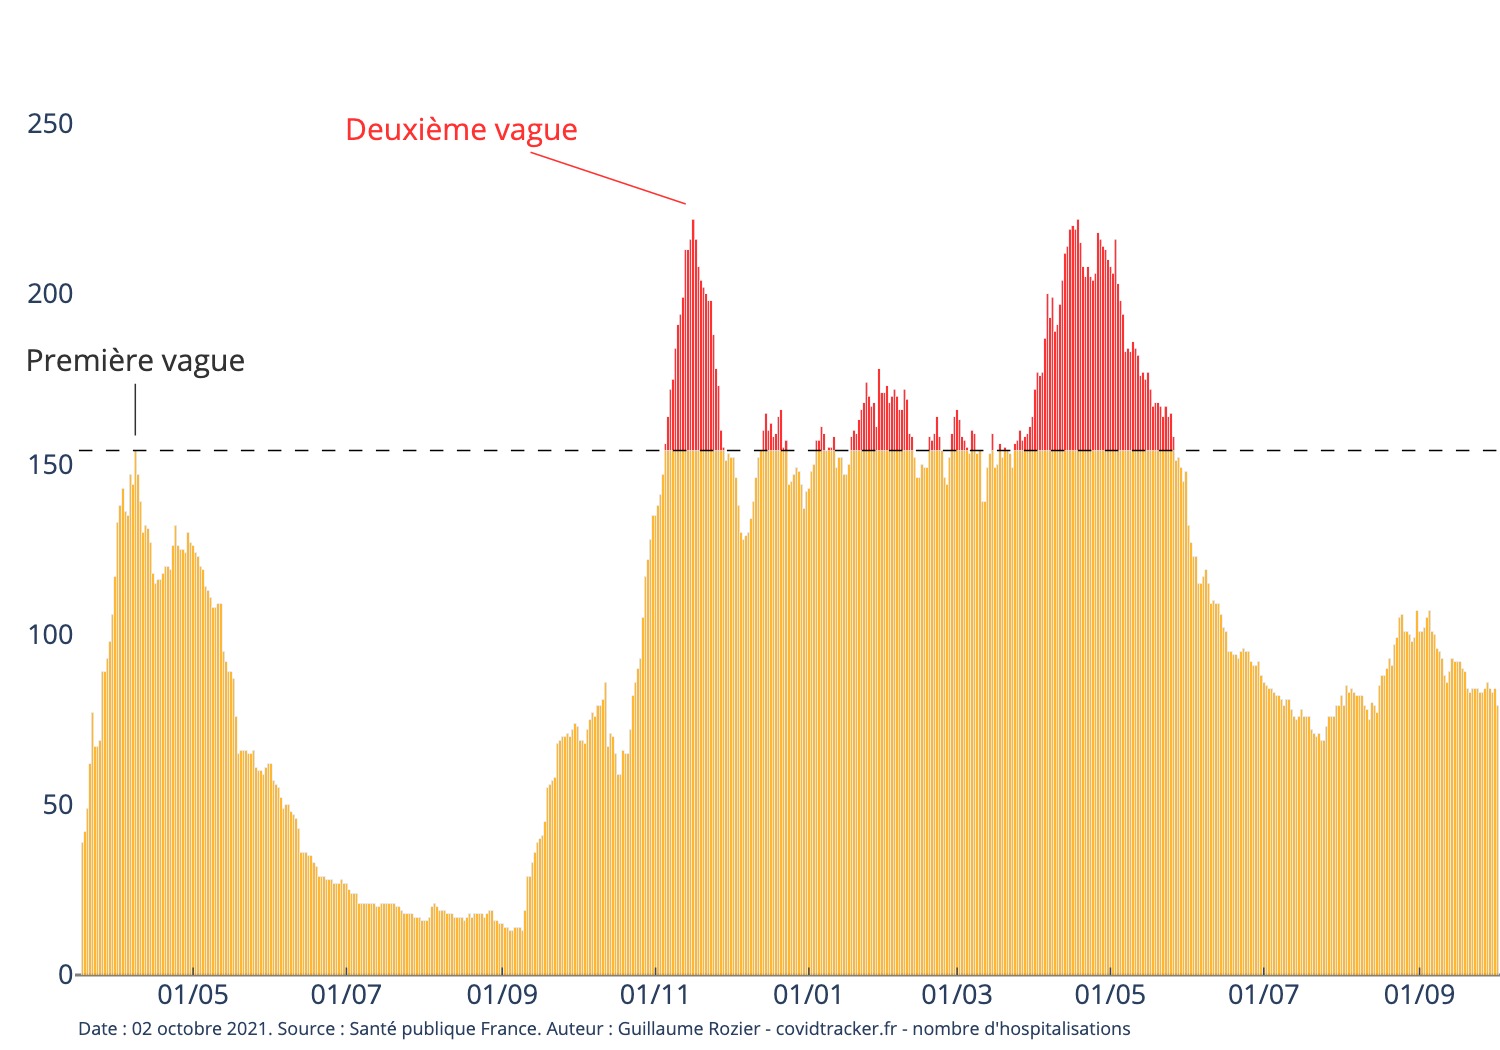 250
Deuxième vague
200
Première vague
150
100
50
0
01/05 01/07 01/09 01/11 01/01 01/03 01/05 01/07 01/09
Date : 02 octobre 2021. Source : Santé publique France. Auteur : Guillaume Rozier - covidtracker.fr - nombre d'hospitalisations